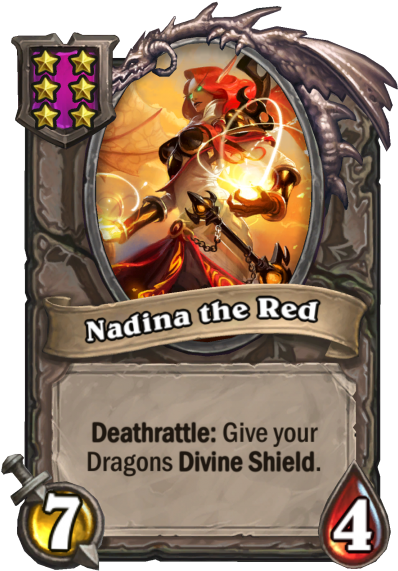 Nadina the Red
Deathrattle: Give your
Dragons Divine Shield.
7
4